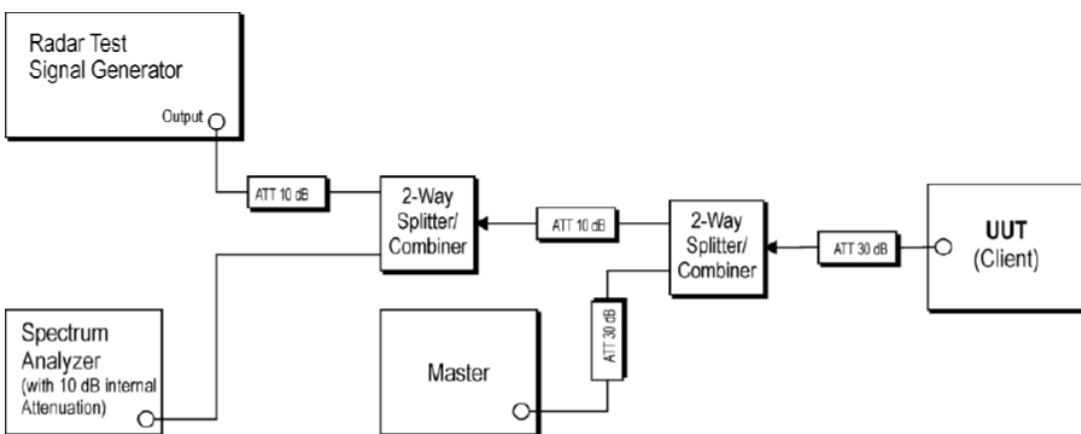 Radar Test
Signal Generator
Output
ATT 10 dB
2-Way
Splitter/
Combiner
ATT 10 dB
2-Way
Splitter/
Combiner
ATT 30 dB
UUT
(Client)
Spectrum
Analyzer
(with 10 dB internal
Attenuation)
Master
ATT 30 dB